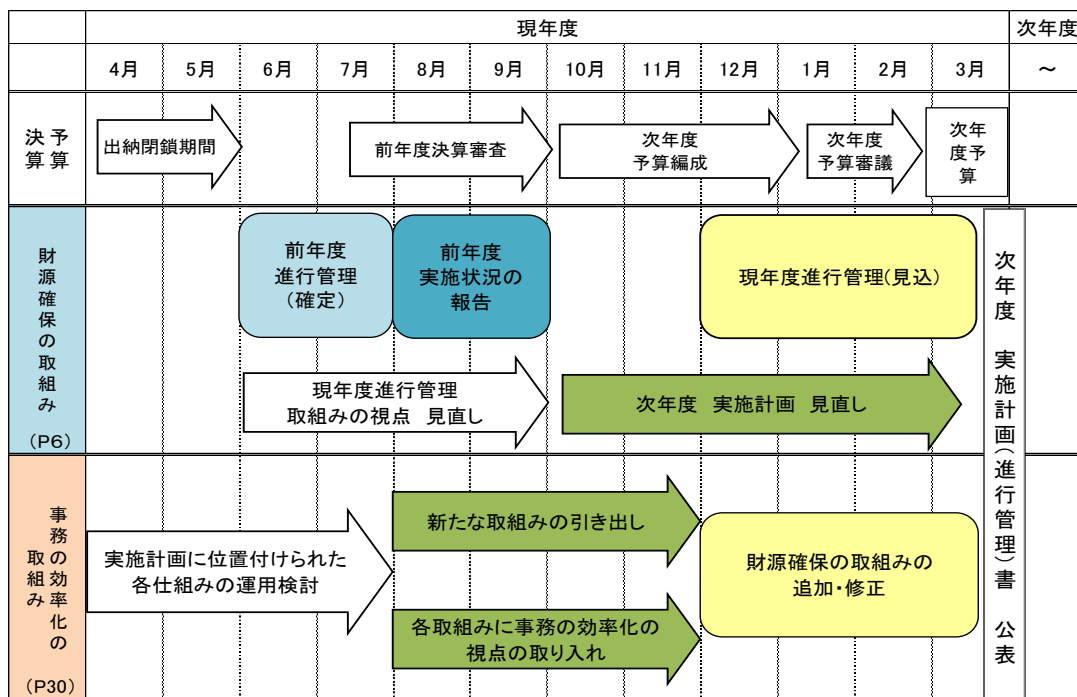 現年度
次年度
4月
5月
6月
7月
8月
9月
10月
11月
12月
1月
2月
3月
~
予算
決算
出納閉鎖期間
前年度決算審査
次年度
予算編成
次年度
予算審議
次年
度予
算
財源確保の取組み
(P6)
前年度
進行管理
(確定)
前年度
実施状況の
報告
現年度進行管理(見込)
現年度進行管理
取組みの視点 見直し
次年度 実施計画 見直し
次年度 実施計画(進行管理)書 公表
事務の効率化の
取組み
(P30)
実施計画に位置付けられた
各仕組みの運用検討
新たな取組みの引き出し
各取組みに事務の効率化の
視点の取り入れ
財源確保の取組みの
追加・修正